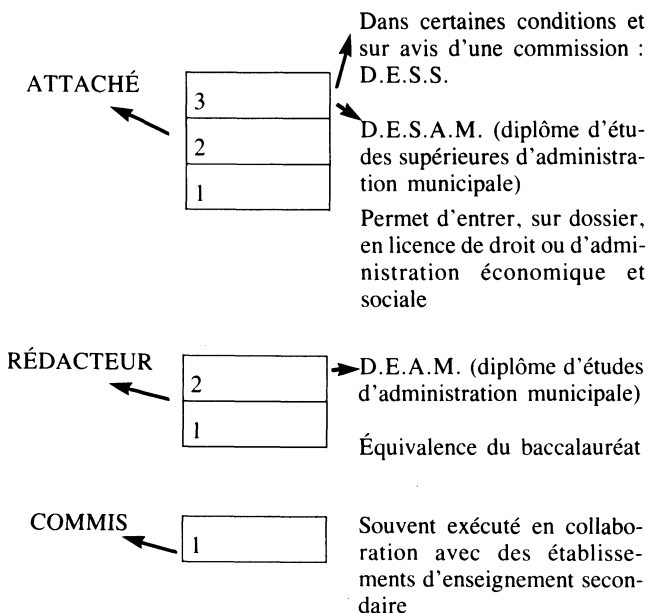 Dans certaines conditions et
sur avis d'une commission :
D.E.S.S.
ATTACHÉ
3
2
1
D.E.S.A.M. (diplôme d'étu-
des supérieures d'administra-
tion municipale)
Permet d'entrer, sur dossier,
en licence de droit ou d'admi-
nistration économique et
sociale
RÉDACTEUR
2
1
D.E.A.M. (diplôme d'études
d'administration municipale)
Équivalence du baccalauréat
COMMIS
1
Souvent exécuté en collabo-
ration avec des établisse-
ments d'enseignement secon-
daire